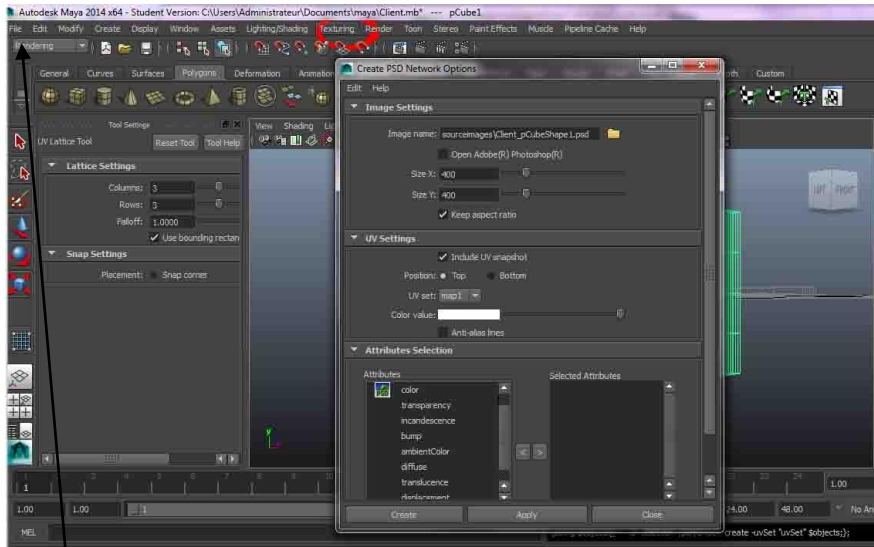 Autodesk Maya 2014 x64 - Student Version: C:\Users\Administrateur\Documents\maya\Client.mb* --- pCube1
File Edit Modify Create Display Window Assets Lighting/Shading Texturing Render Toon Stereo Paint Effects Muscle Pipeline Cache Help
Rendering
General Curves Surfaces Polygons Deformation Animation Custom
Tool Settings
UV Lattice Tool Reset Tool Tool Help
View Shading
Lattice Settings
Columns: 3
Rows: 3
Falloff: 1.0000
Use bounding rectan
Snap Settings
Placement: Snap corner
Create PSD Network Options
Edit Help
Image Settings
Image name: sourceimages\Client_pCubeShape1.psd
Open Adobe(R) Photoshop(R)
Size X: 400
Size Y: 400
Keep aspect ratio
UV Settings
Include UV snapshot
Position: Top Bottom
UV set: map1
Color value:
Anti-alias lines
Attributes Selection
Attributes Selected Attributes
color
transparency
incandescence
bump
ambientColor
diffuse
translucence
displacement
< >
Create Apply Close
Y
1 1.00
1.00 1.00 1 24.00 48.00 No An
MEL create -uvSet "uvSet" $objects;};